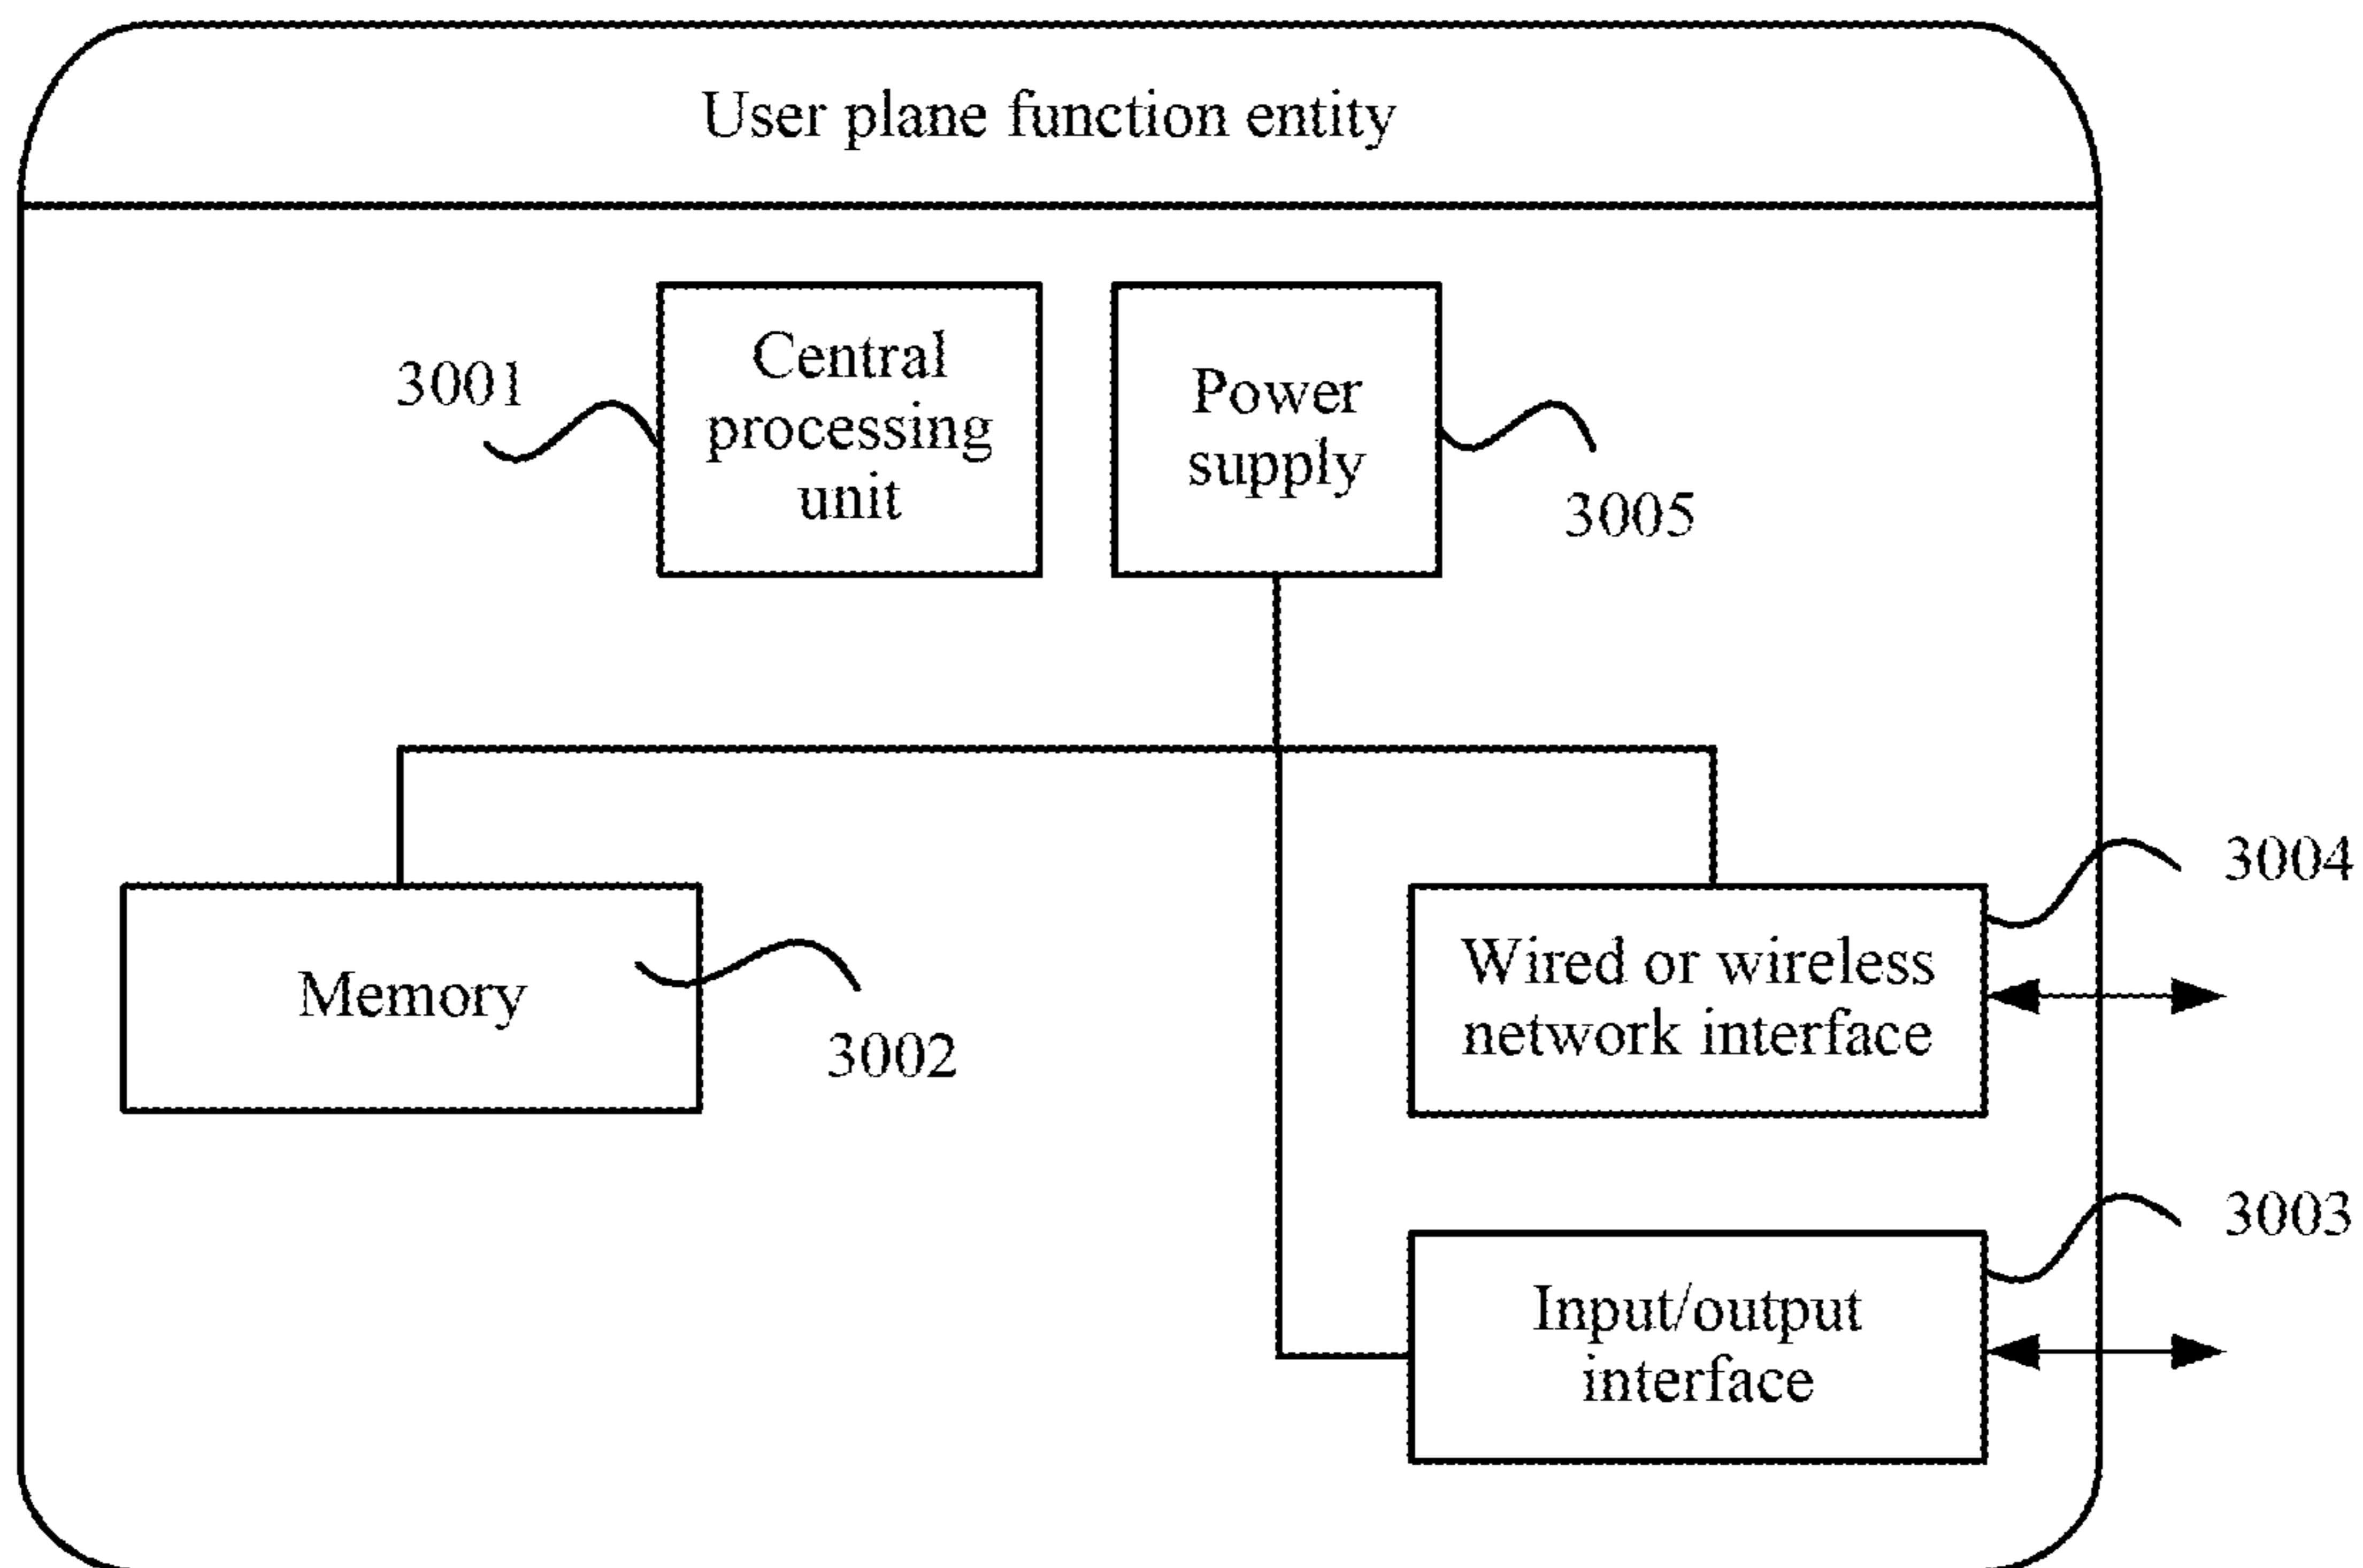 User plane function entity
3001
Central
processing
unit
Power
supply
3005
Memory
3002
Wired or wireless
network interface
3004
Input/output
interface
3003